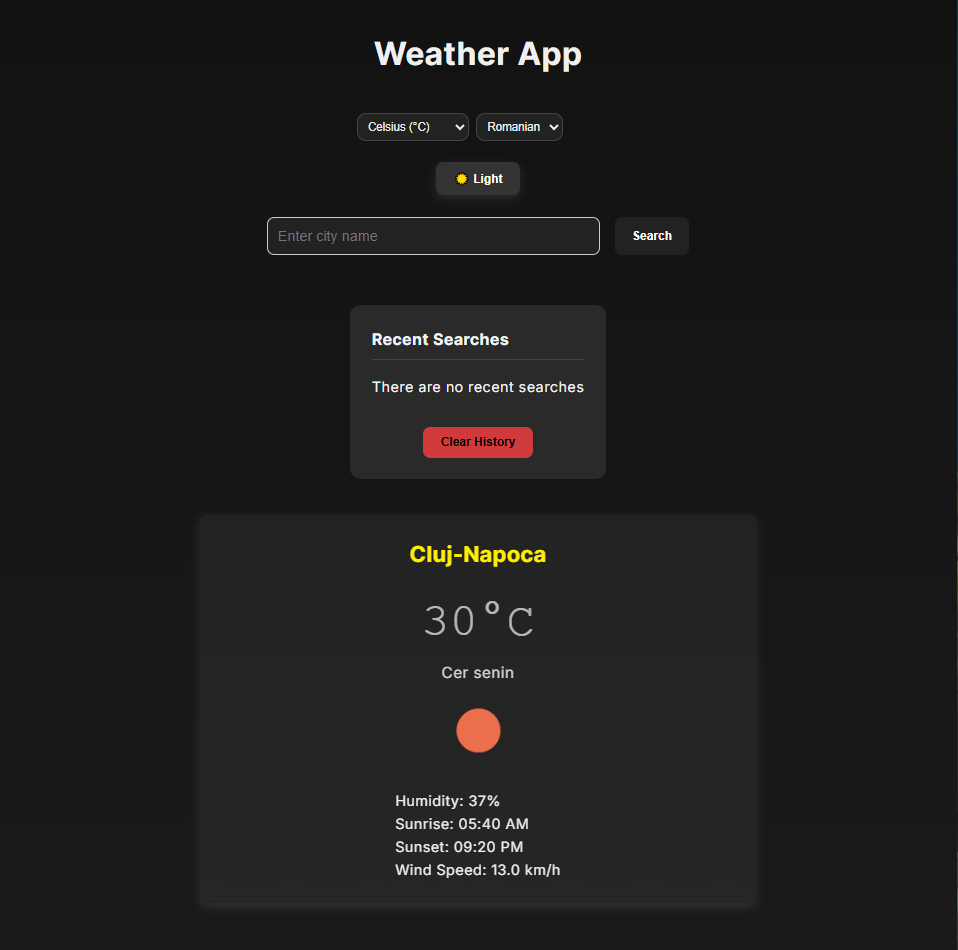 Weather App
Celsius (°C) Romanian
Light
Enter city name Search
Recent Searches
There are no recent searches
Clear History
Cluj-Napoca
30°C
Cer senin
Humidity: 37%
Sunrise: 05:40 AM
Sunset: 09:20 PM
Wind Speed: 13.0 km/h